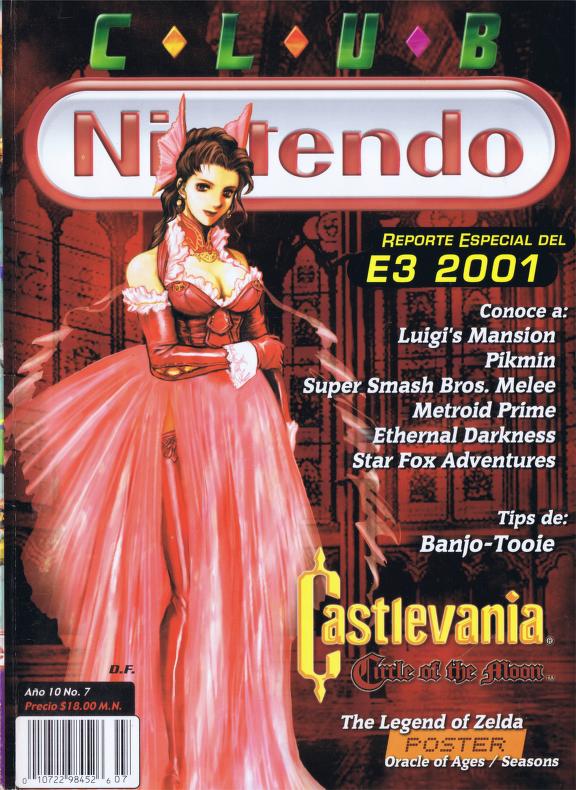 CLUB
Nintendo
REPORTE ESPECIAL DEL
E3 2001
Conoce a:
Luigi's Mansion
Pikmin
Super Smash Bros. Melee
Metroid Prime
Ethernal Darkness
Star Fox Adventures
Tips de:
Banjo-Tooie
Castlevania®
Circle of the Moon™
D.F.
Año 10 No. 7
Precio $18.00 M.N.
The Legend of Zelda
POSTER
Oracle of Ages / Seasons
0 10722 98452 6 07